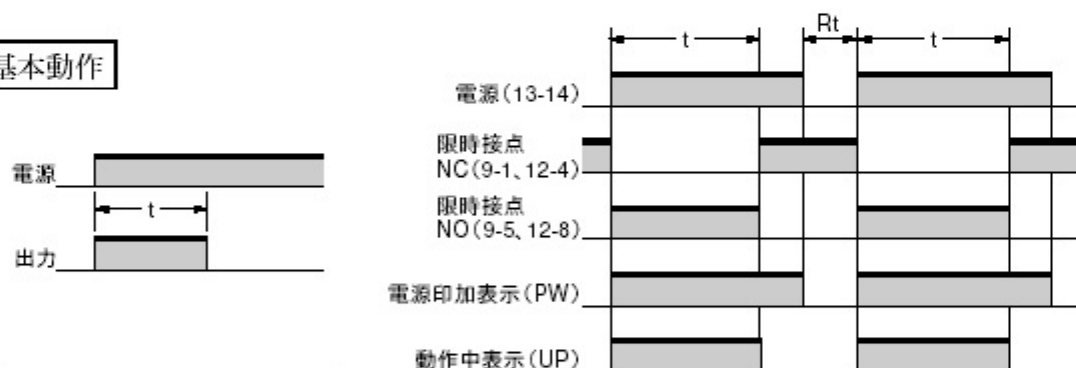 基本動作
電源
t
出力
t
Rt
t
電源(13-14)
限時接点
NC(9-1、12-4)
限時接点
NO(9-5、12-8)
電源印加表示(PW)
動作中表示(UP)